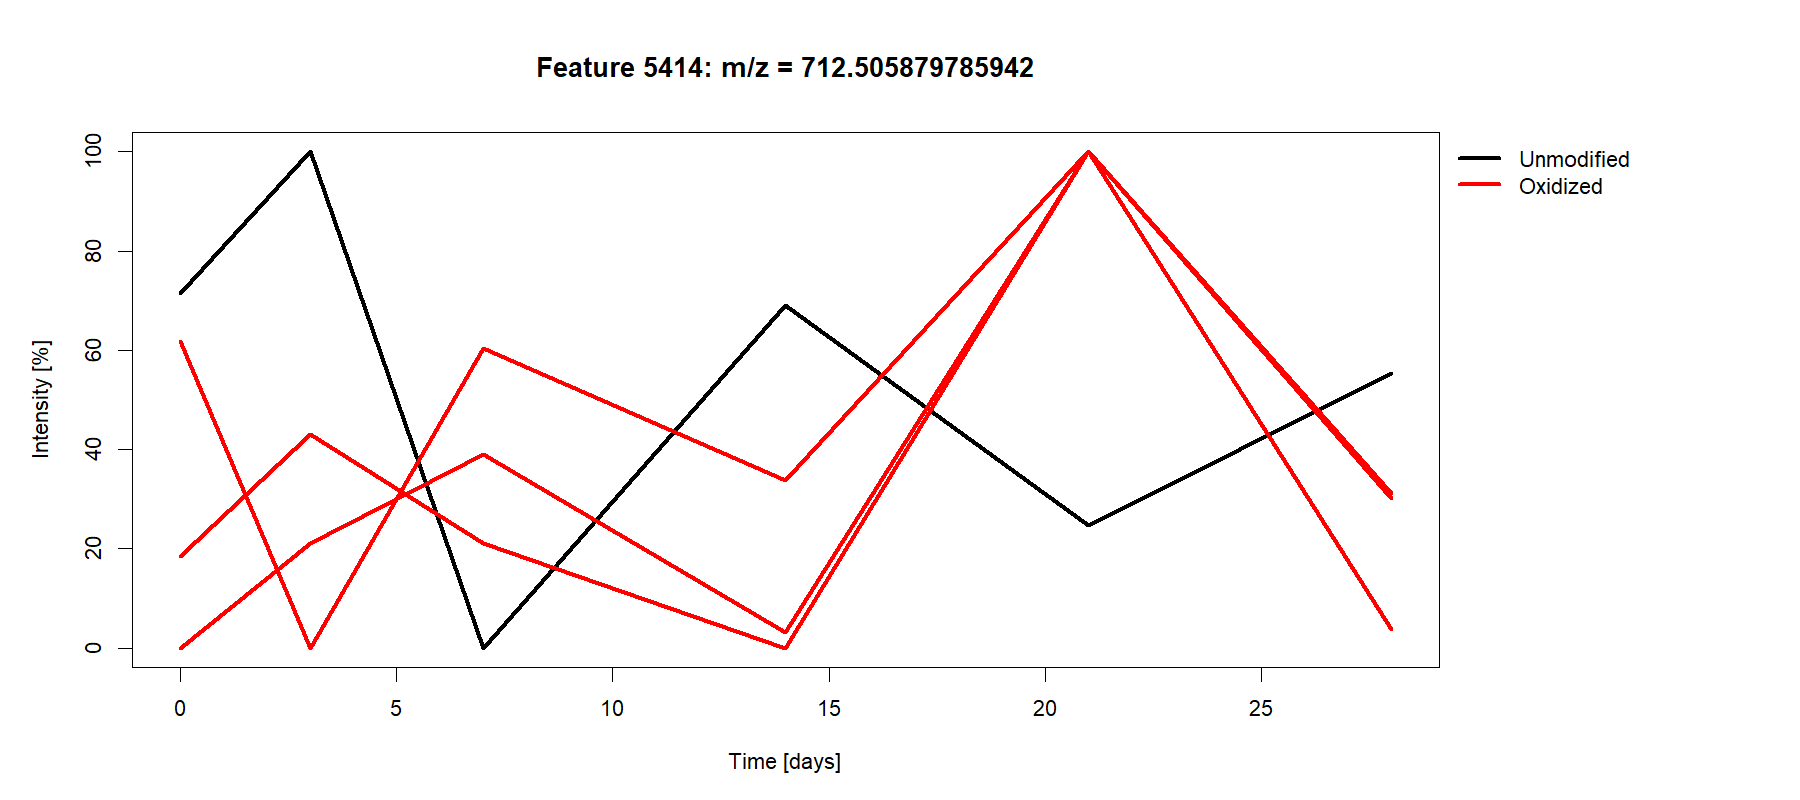 Feature 5414: m/z = 712.505879785942
Unmodified
Oxidized
Intensity [%]
100
80
60
40
20
0
0 5 10 15 20 25
Time [days]